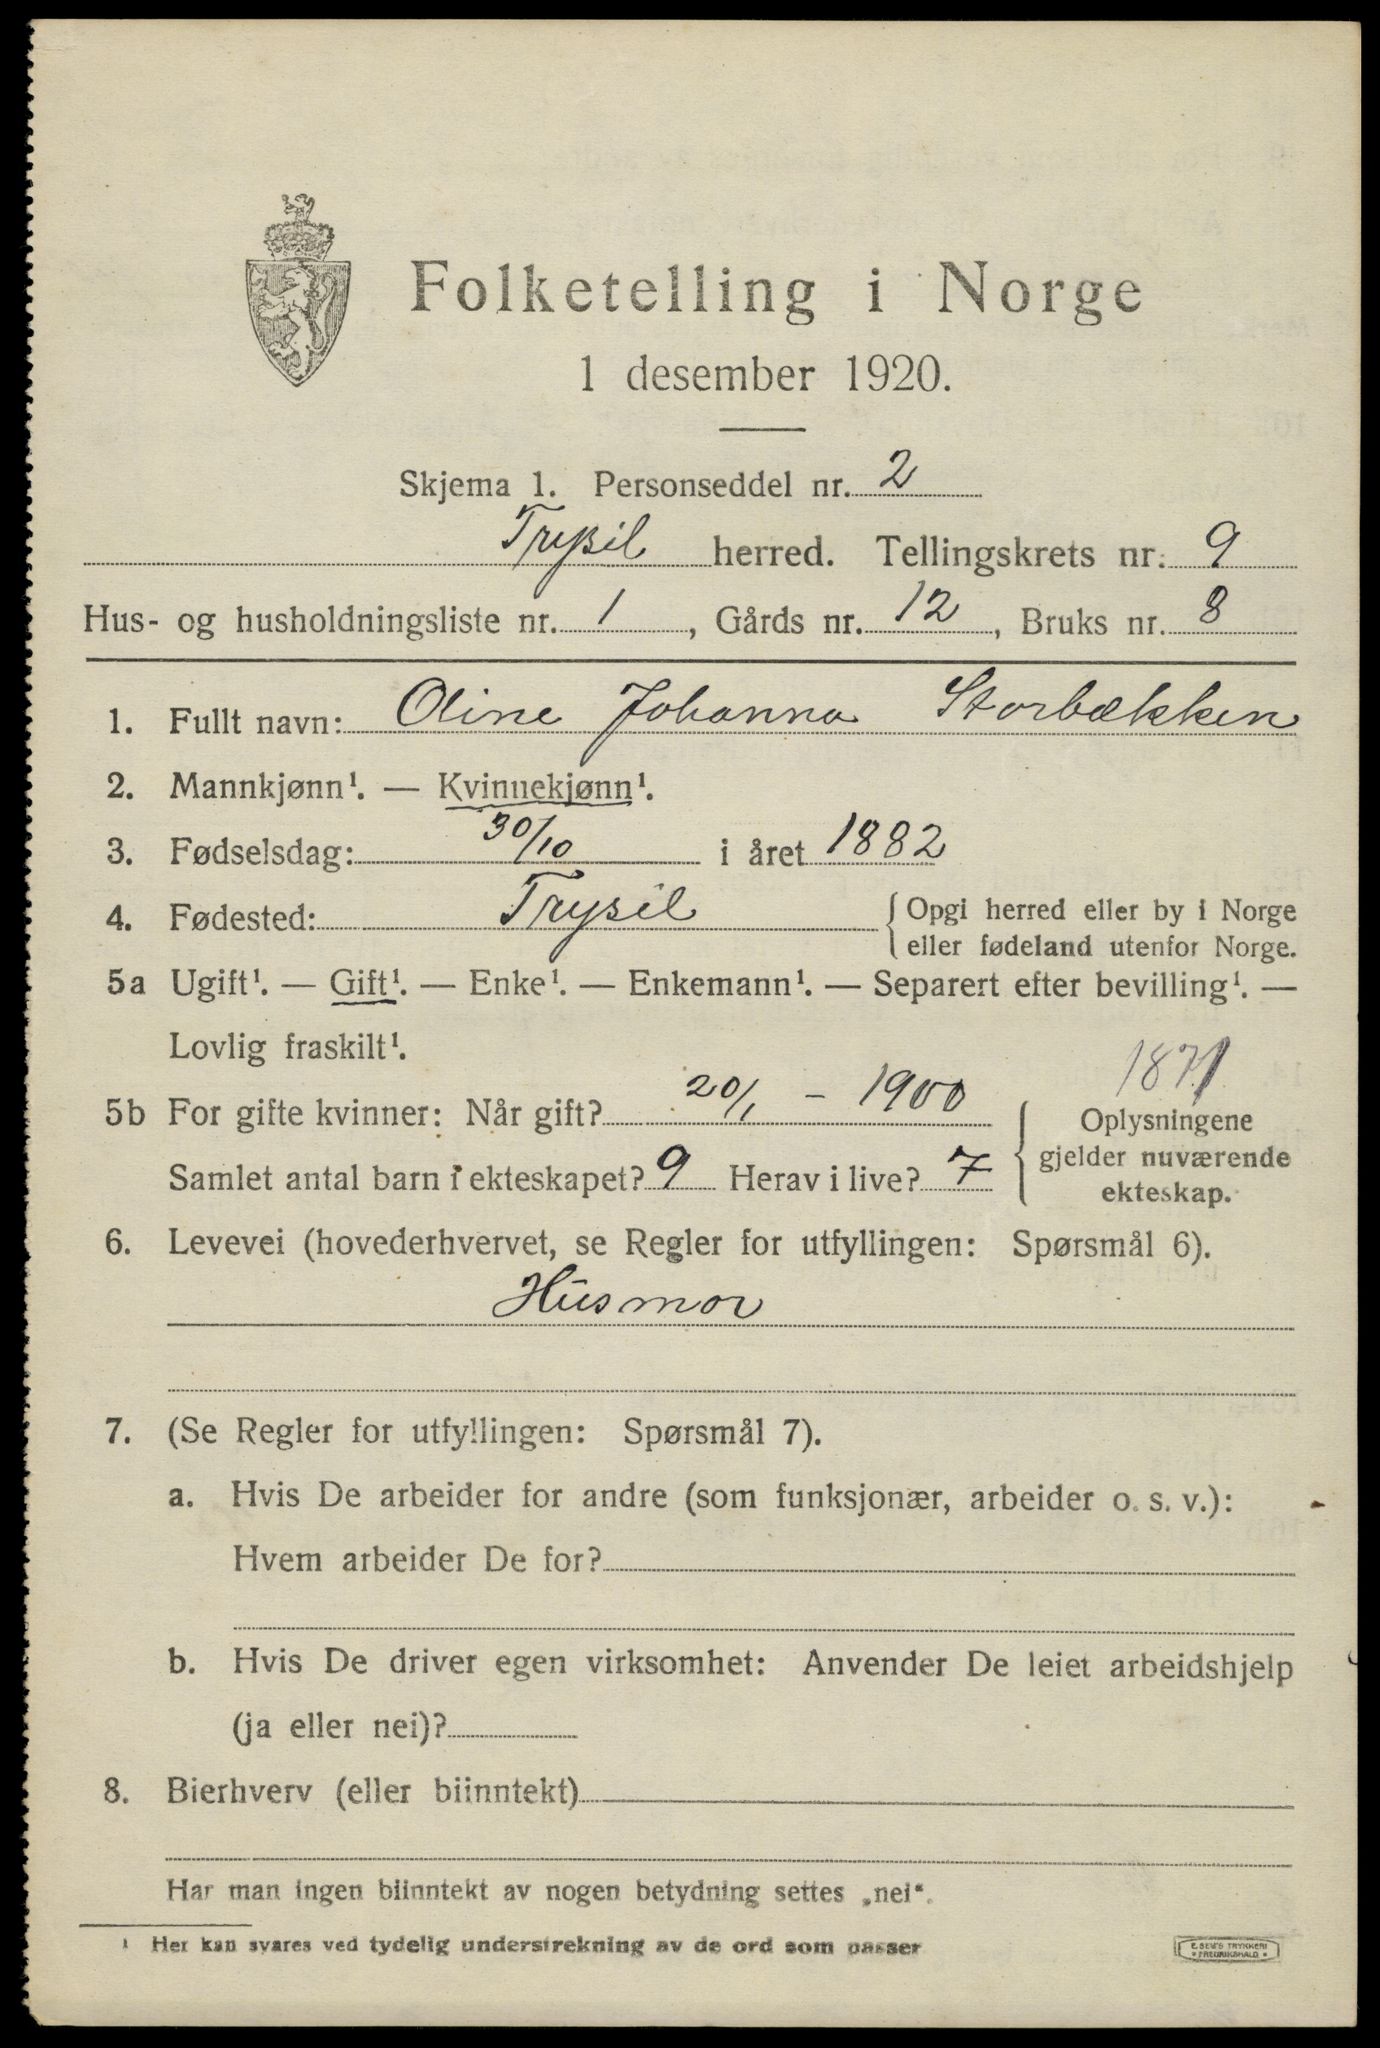 Folketelling i Norge
1 desember 1920.
Skjema 1. Personseddel nr. 2
Trysil herred. Tellingskrets nr. 9
Hus- og husholdningsliste nr. 1, Gårds nr. 12, Bruks nr. 8
1. Fullt navn: Oline Johanna Storbækken
2. Mannkjønn¹. — Kvinnekjønn¹.
3. Fødselsdag: 30/10 i året 1882
4. Fødested: Trysil {Opgi herred eller by i Norge
eller fødeland utenfor Norge.
5a Ugift¹. — Gift¹. — Enke¹. — Enkemann¹. — Separert efter bevilling¹. —
Lovlig fraskilt¹.
1871
5b For gifte kvinner: Når gift? 20/1 - 1900
Samlet antal barn i ekteskapet? 9 Herav i live? 7
{Oplysningene
gjelder nuværende
ekteskap.
6. Levevei (hovederhvervet, se Regler for utfyllingen: Spørsmål 6).
Husmor
7. (Se Regler for utfyllingen: Spørsmål 7).
a. Hvis De arbeider for andre (som funksjonær, arbeider o. s. v.):
Hvem arbeider De for?
b. Hvis De driver egen virksomhet: Anvender De leiet arbeidshjelp
(ja eller nei)?
8. Bierhverv (eller biinntekt)
Har man ingen biinntekt av nogen betydning settes „nei“.
¹ Her kan svares ved tydelig understrekning av de ord som passer
E. SEM'S TRYKKERI
• FREDRIKSHALD •